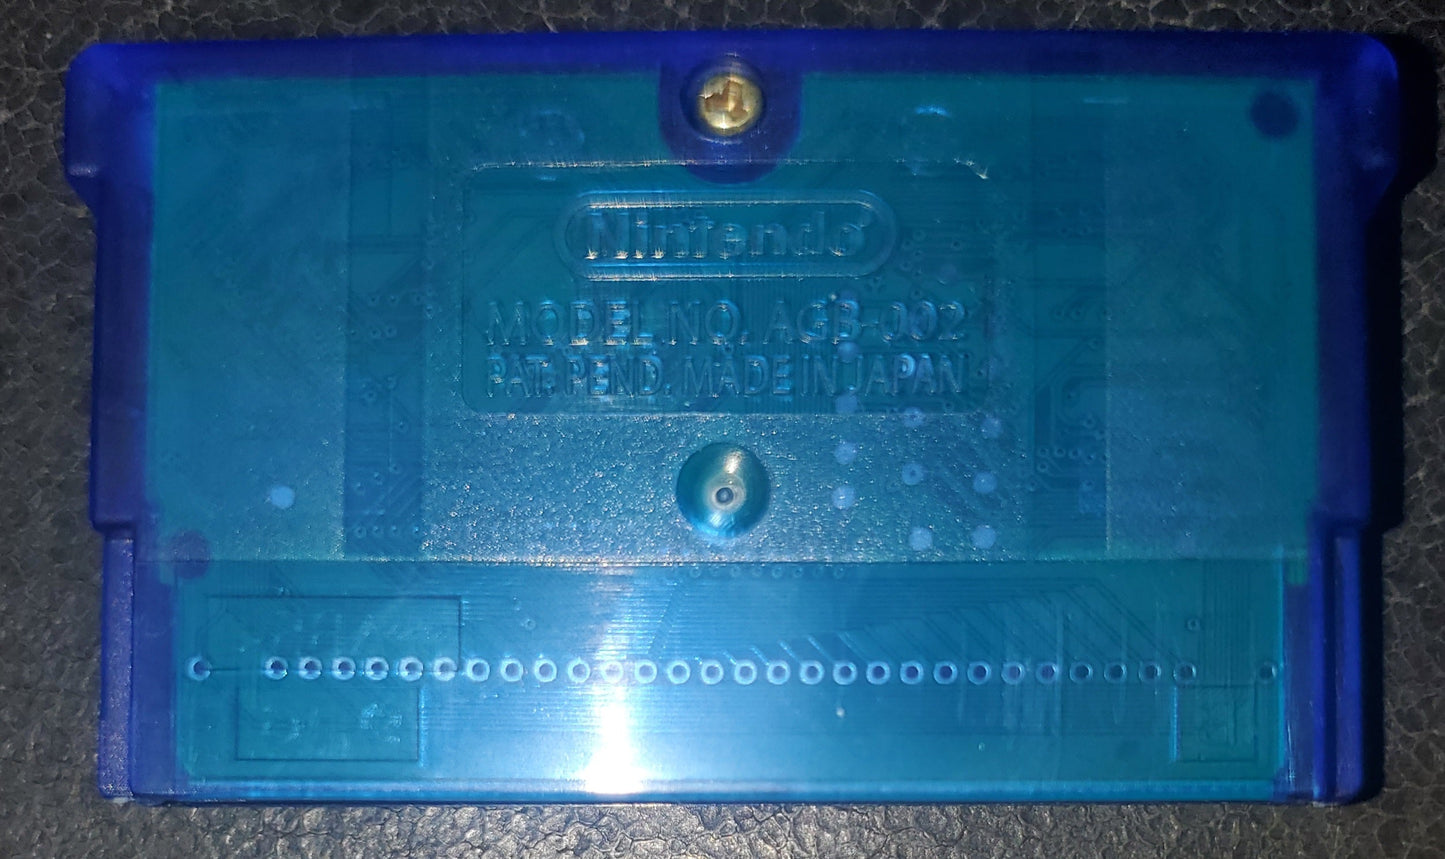 Nintendo
MODEL NO. AGB-002
PAT. PEND. MADE IN JAPAN